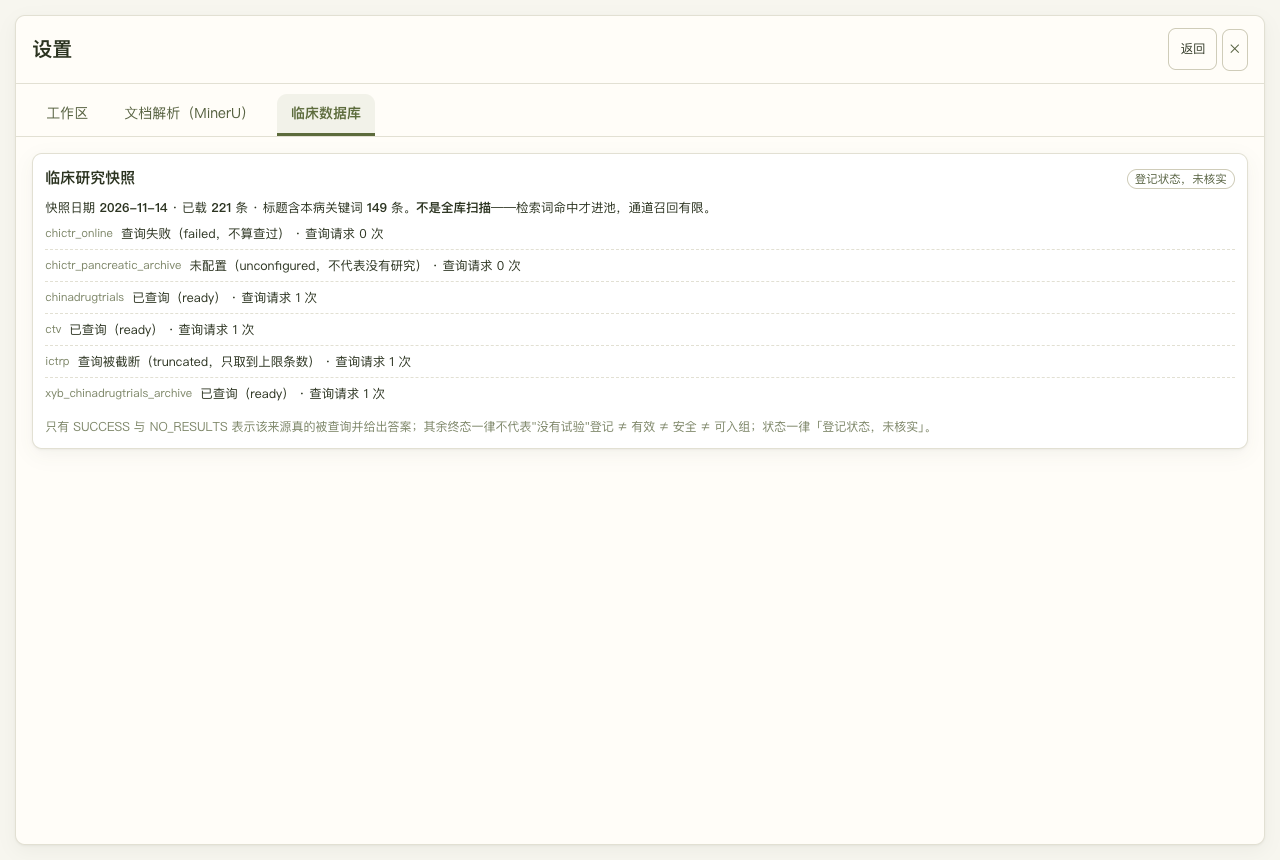 设置
返回
×
工作区
文档解析（MinerU）
临床数据库
临床研究快照
登记状态，未核实
快照日期 2026-11-14 · 已载 221 条 · 标题含本病关键词 149 条。不是全库扫描——检索词命中才进池，通道召回有限。
chictr_online 查询失败（failed，不算查过） · 查询请求 0 次
chictr_pancreatic_archive 未配置（unconfigured，不代表没有研究） · 查询请求 0 次
chinadrugtrials 已查询（ready） · 查询请求 1 次
ctv 已查询（ready） · 查询请求 1 次
ictrp 查询被截断（truncated，只取到上限条数） · 查询请求 1 次
xyb_chinadrugtrials_archive 已查询（ready） · 查询请求 1 次
只有 SUCCESS 与 NO_RESULTS 表示该来源真的被查询并给出答案；其余终态一律不代表"没有试验"登记 ≠ 有效 ≠ 安全 ≠ 可入组；状态一律「登记状态，未核实」。